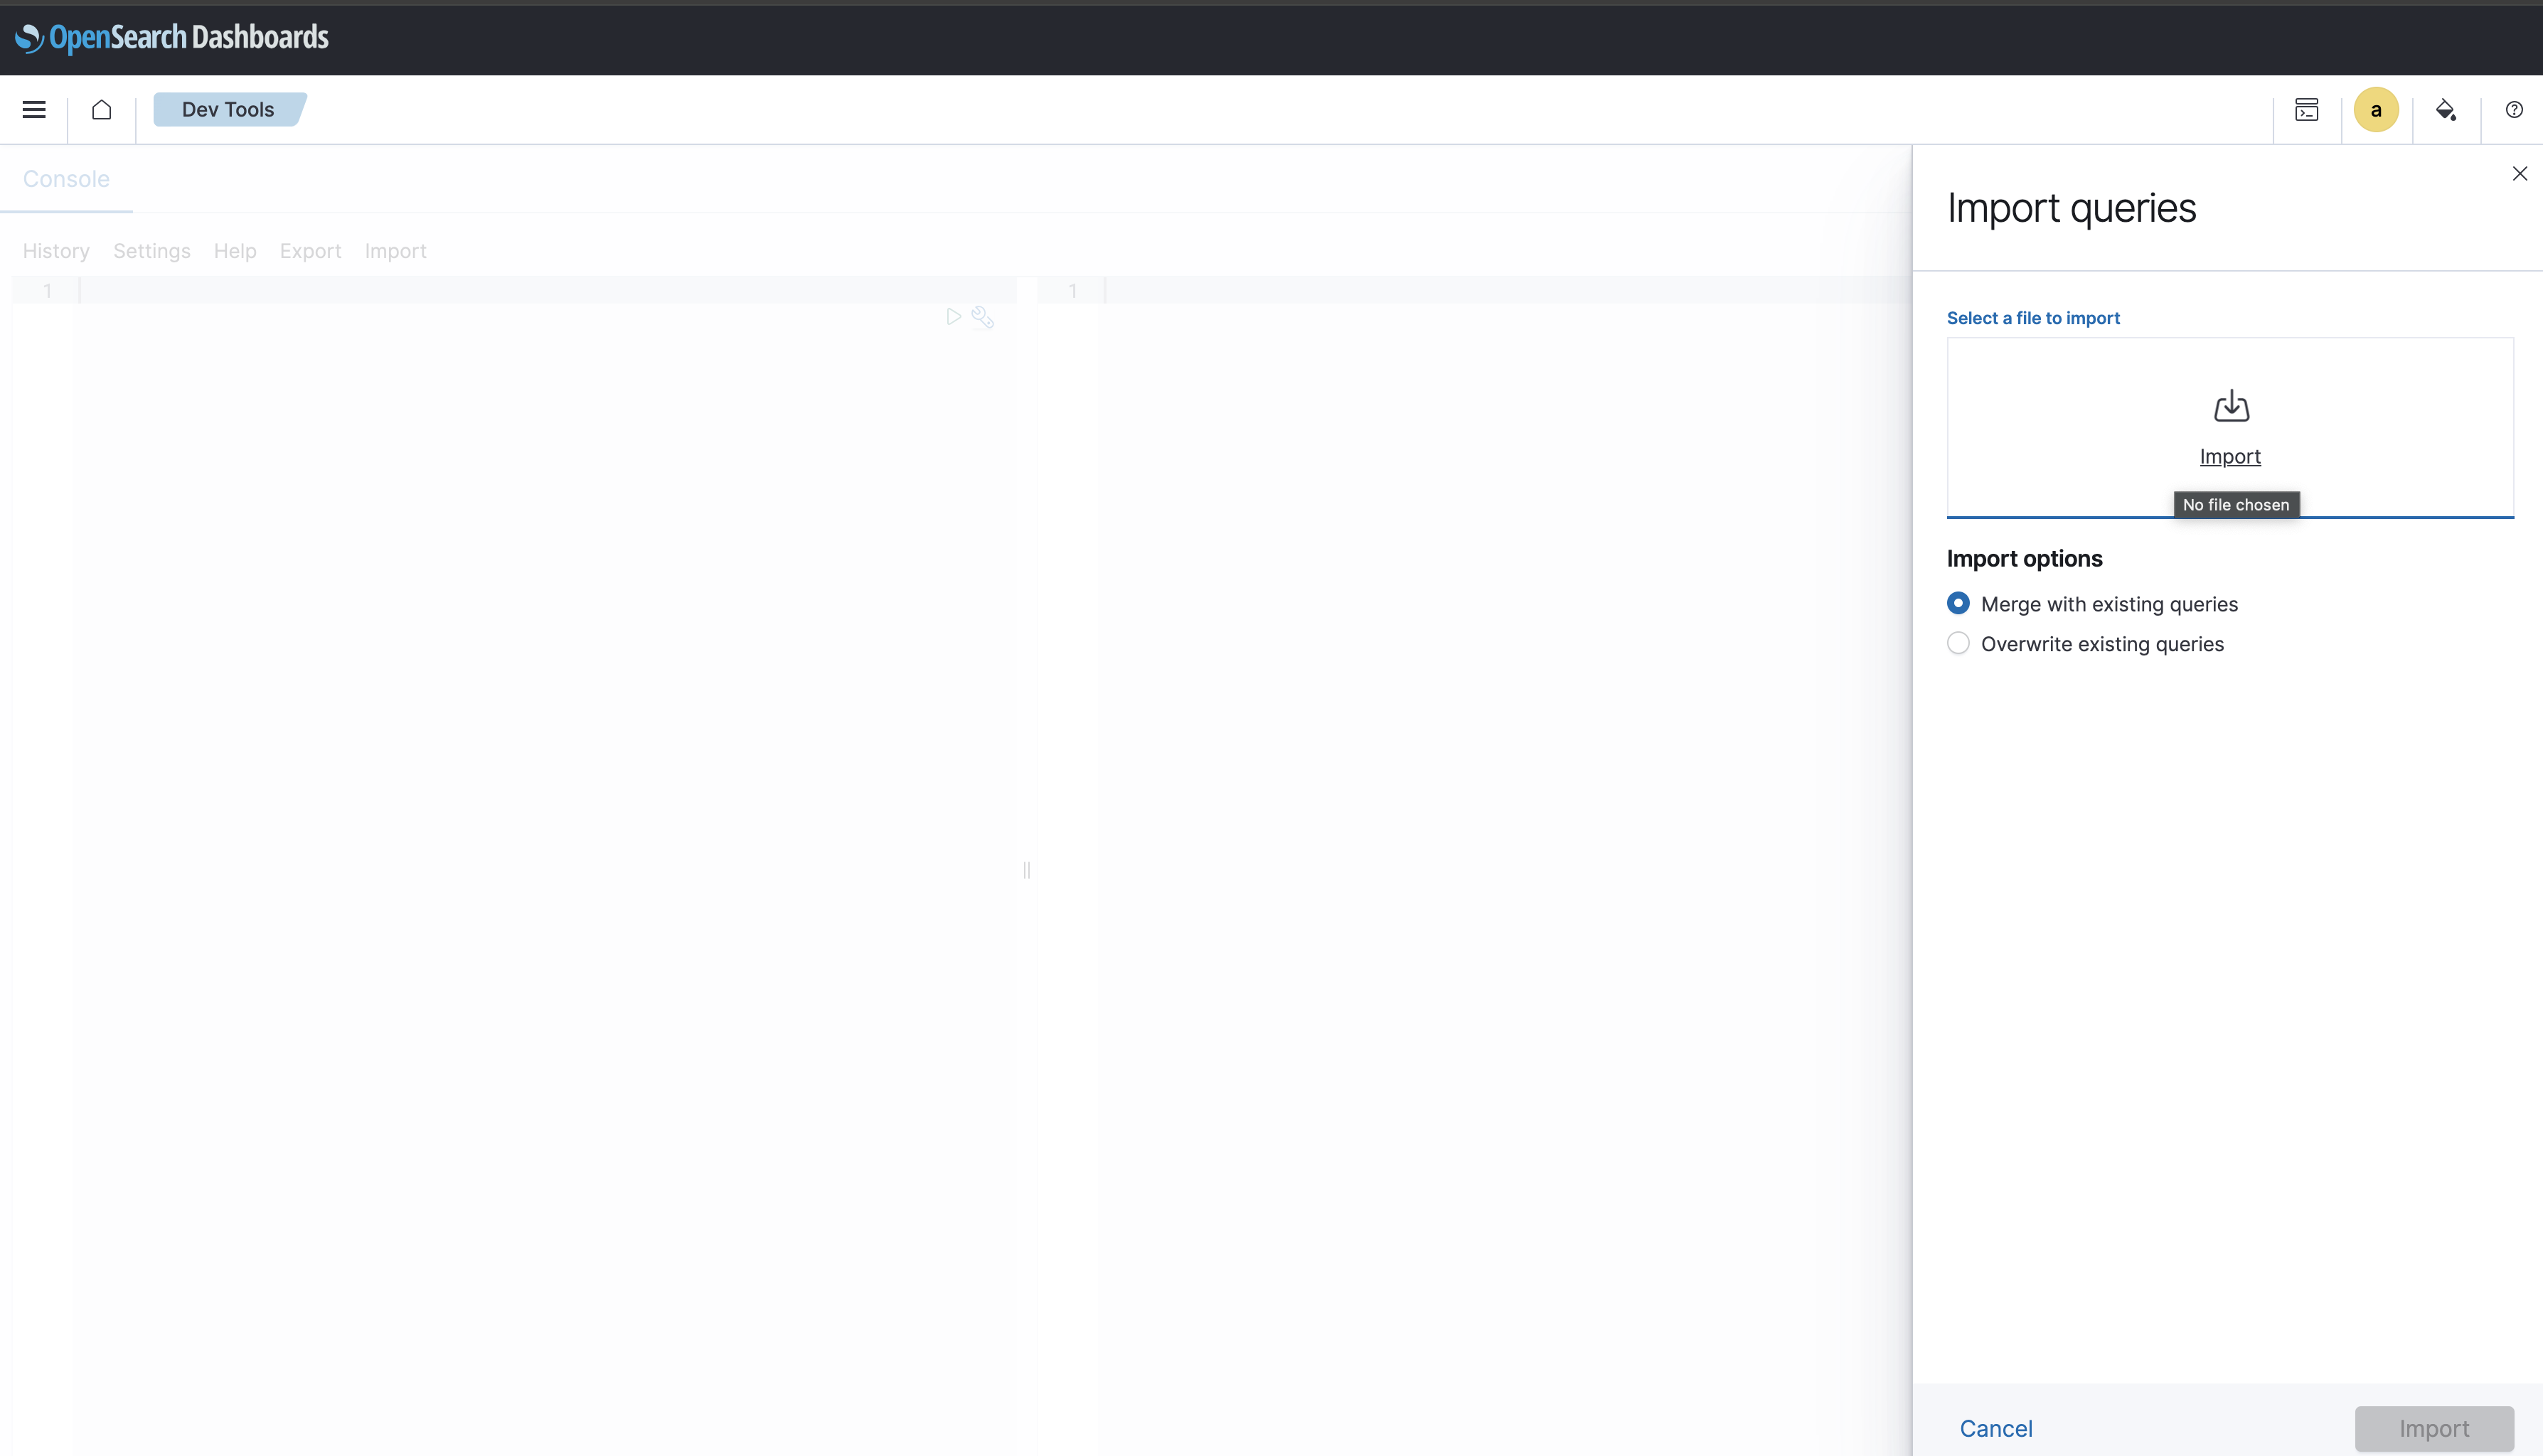 OpenSearch Dashboards
Dev Tools
a
Console
History Settings Help Export Import
1
1
Import queries
Select a file to import
Import
No file chosen
Import options
Merge with existing queries
Overwrite existing queries
Cancel
Import